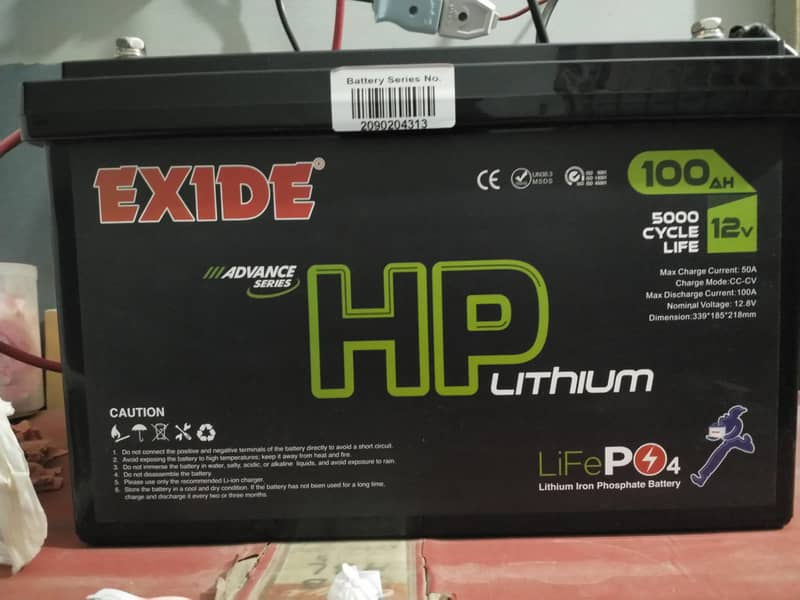 Battery Series No.
2090204313
EXIDE®
CE
UN38.3
MSDS
ISO 9001
ISO 14001
ISO 45001
100AH
5000
CYCLE
LIFE
12V
ADVANCE
SERIES
HP
LITHIUM
Max Charge Current: 50A
Charge Mode:CC-CV
Max Discharge Current:100A
Nominal Voltage: 12.8V
Dimension:339*185*218mm
CAUTION
1. Do not connect the positive and negative terminals of the battery directly to avoid a short circuit.
2. Avoid exposing the battery to high temperatures; keep it away from heat and fire.
3. Do not immerse the battery in water, salty, acidic, or alkaline liquids, and avoid exposure to rain.
4. Do not disassemble the battery.
5. Please use only the recommended Li-ion charger.
6. Store the battery in a cool and dry condition. If the battery has not been used for a long time,
charge and discharge it every two or three months.
LiFePO4
Lithium Iron Phosphate Battery